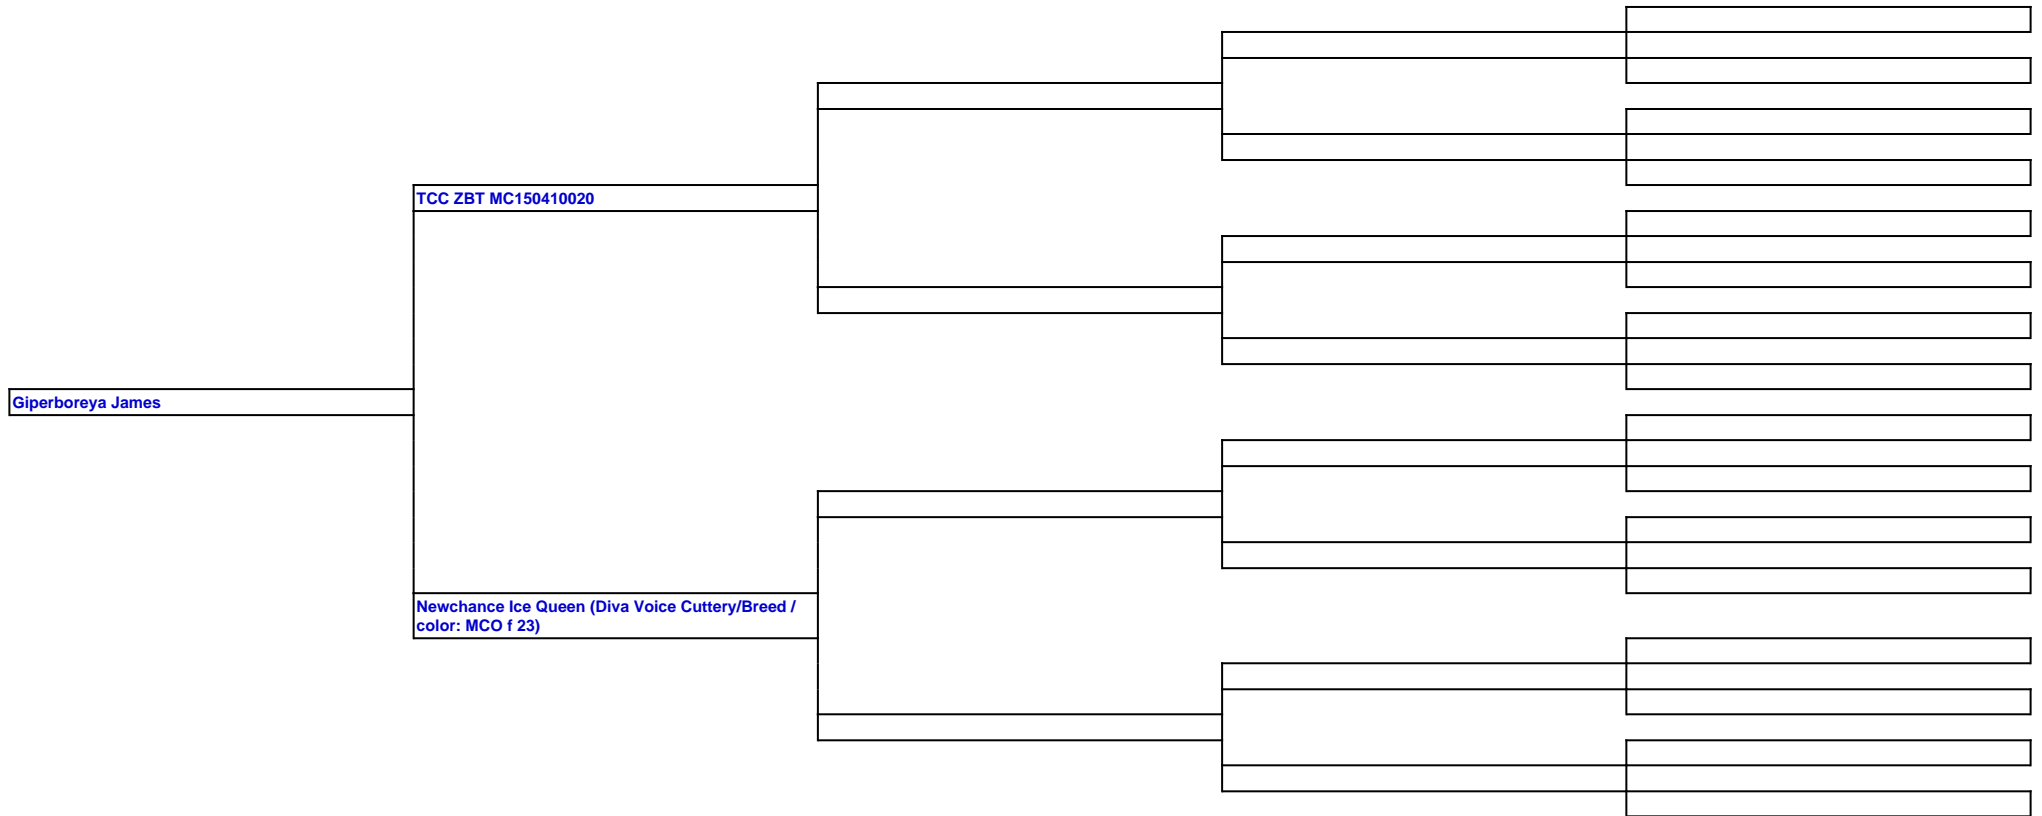 TCC ZBT MC150410020
Giperboreya James
Newchance Ice Queen (Diva Voice Cuttery/Breed /
color: MCO f 23)